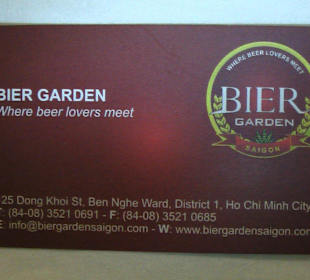 WHERE BEER LOVERS MEET
BIER
GARDEN
SAIGON
BIER GARDEN
Where beer lovers meet
25 Dong Khoi St, Ben Nghe Ward, District 1, Ho Chi Minh City
T: (84-08) 3521 0691 - F: (84-08) 3521 0685
E: info@biergardensaigon.com - W: www.biergardensaigon.com